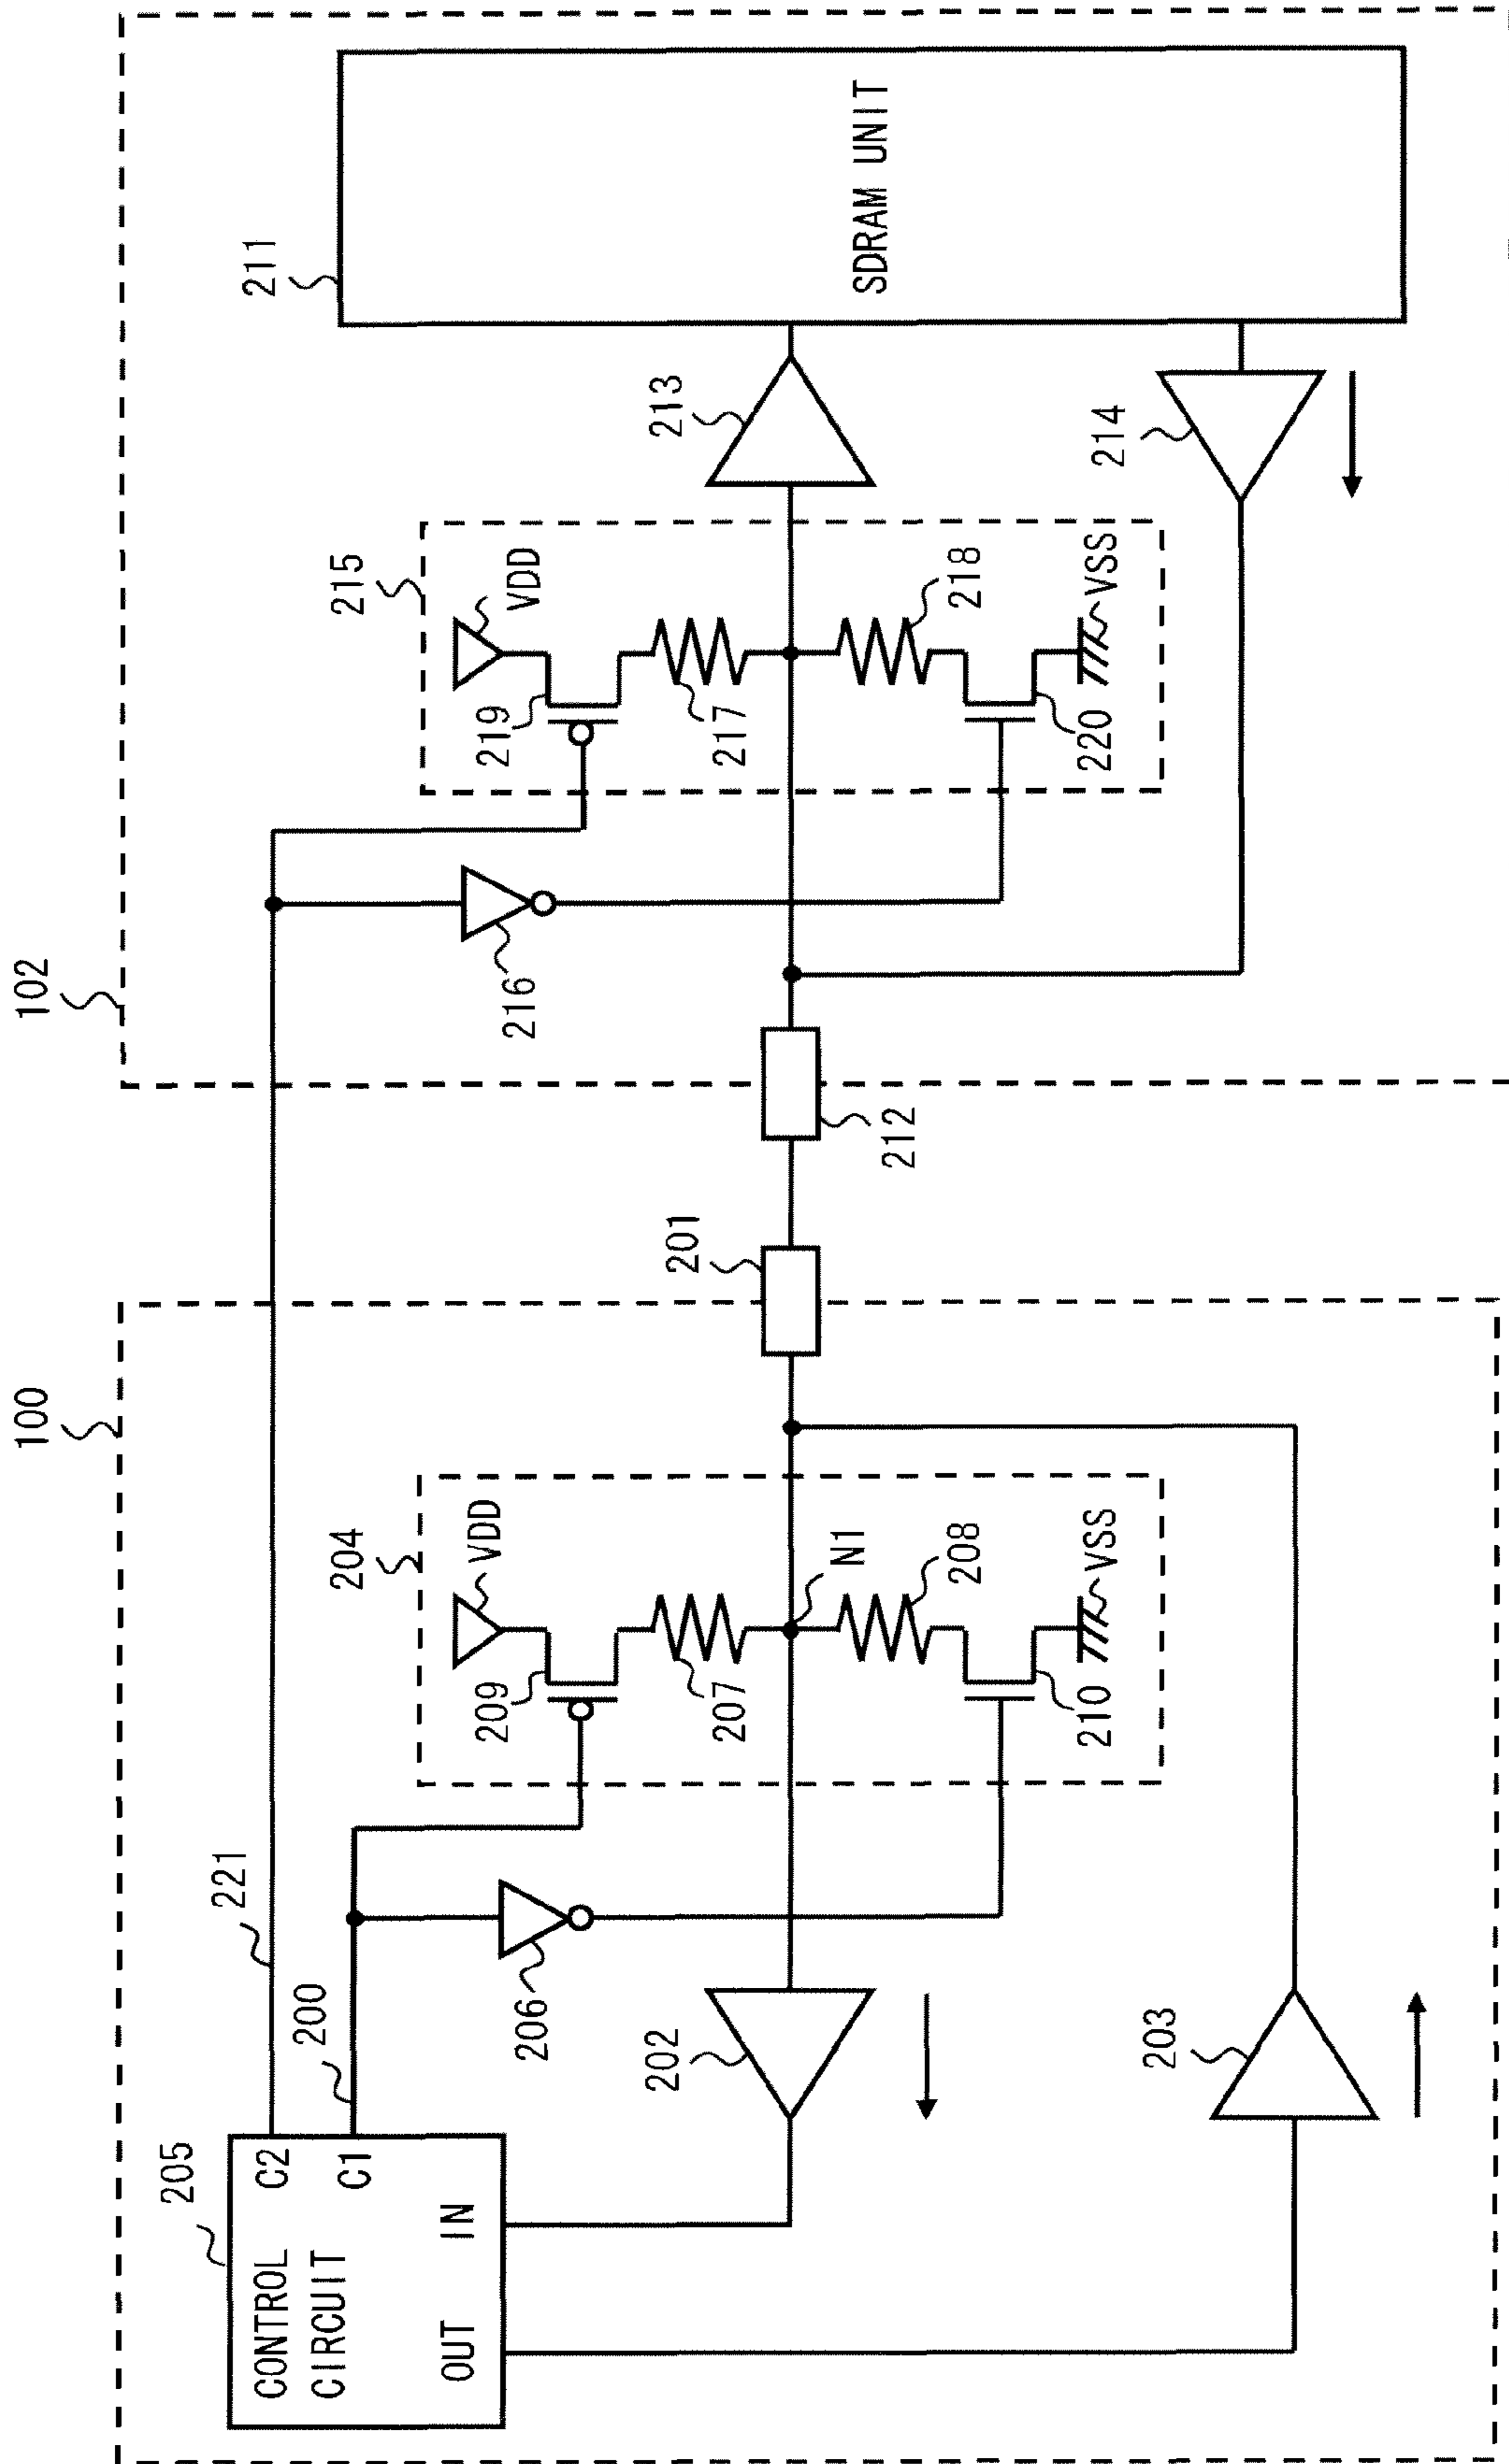 100
102
205
CONTROL
CIRCUIT
C2
C1
OUT
IN
221
200
206
202
203
204
VDD
209
207
N1
208
210
VSS
201
212
216
215
VDD
219
217
218
220
VSS
213
214
211
SDRAM UNIT